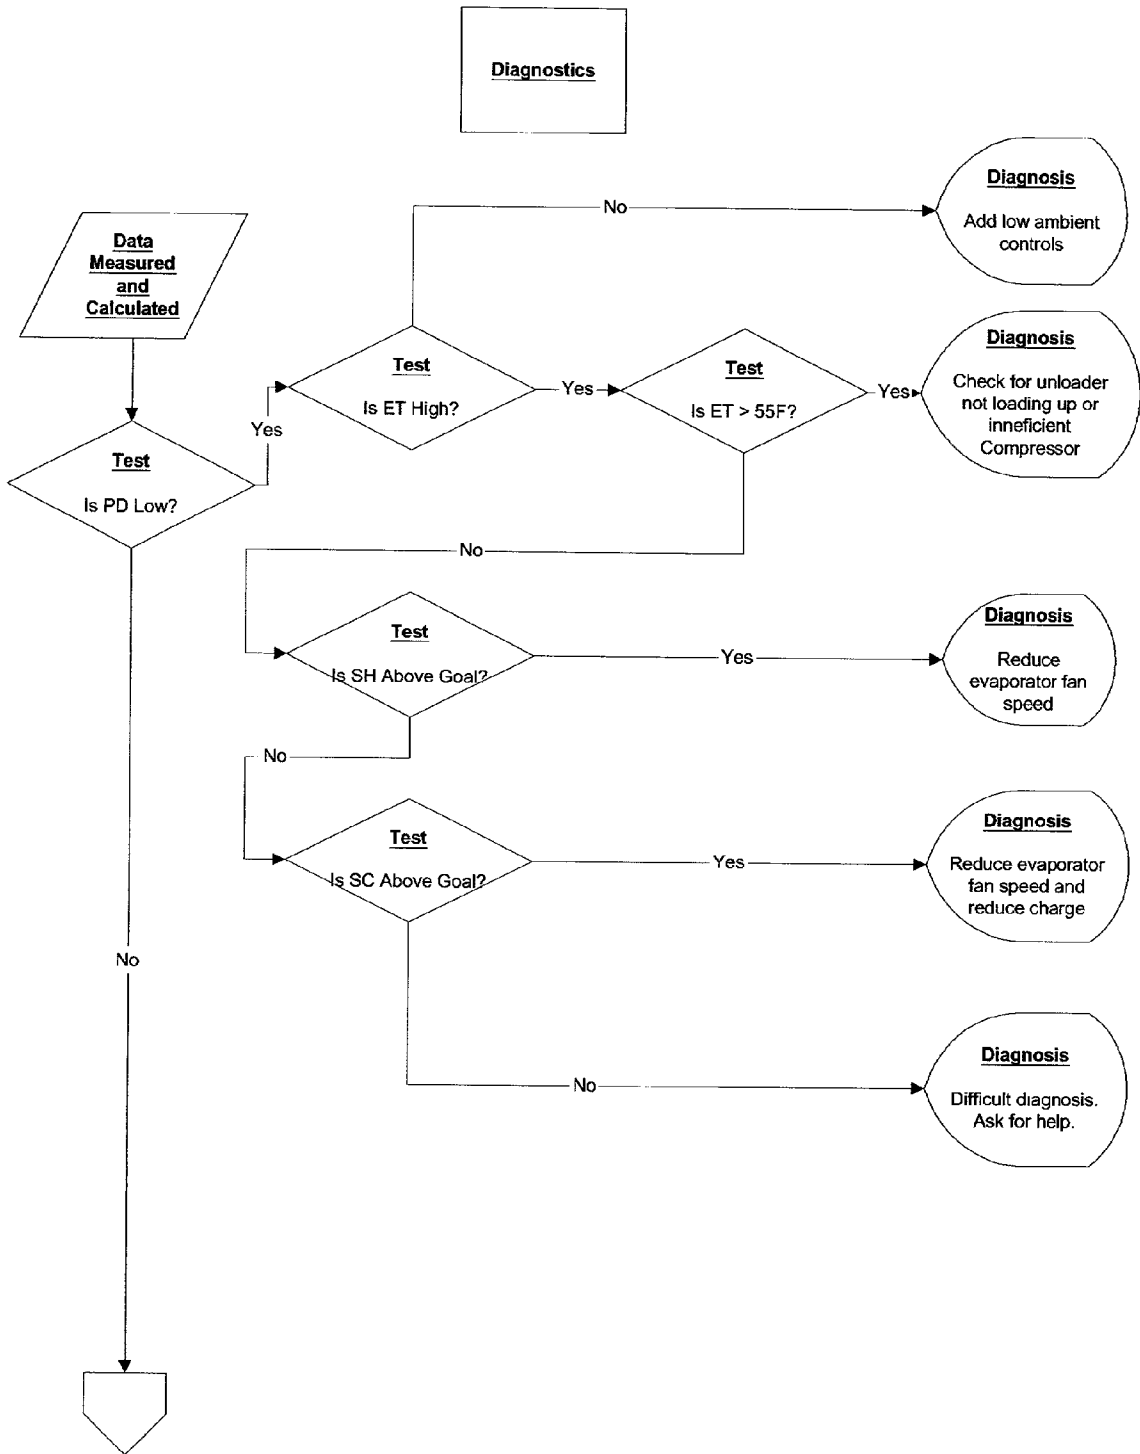 Diagnostics
Data
Measured
and
Calculated
Test
Is PD Low?
Yes
No
Test
Is ET High?
No
Yes
Diagnosis
Add low ambient
controls
Test
Is ET > 55F?
Yes
No
Diagnosis
Check for unloader
not loading up or
inneficient
Compressor
Test
Is SH Above Goal?
Yes
No
Diagnosis
Reduce
evaporator fan
speed
Test
Is SC Above Goal?
Yes
No
Diagnosis
Reduce evaporator
fan speed and
reduce charge
Diagnosis
Difficult diagnosis.
Ask for help.